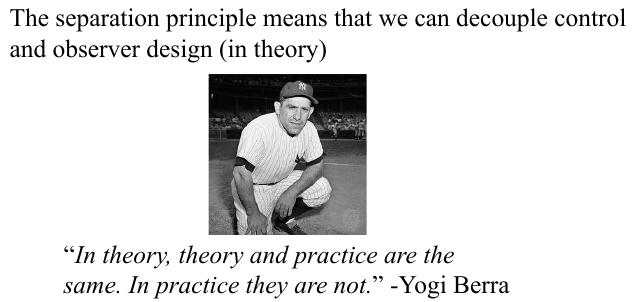 The separation principle means that we can decouple control
and observer design (in theory)
“In theory, theory and practice are the
same. In practice they are not.” -Yogi Berra